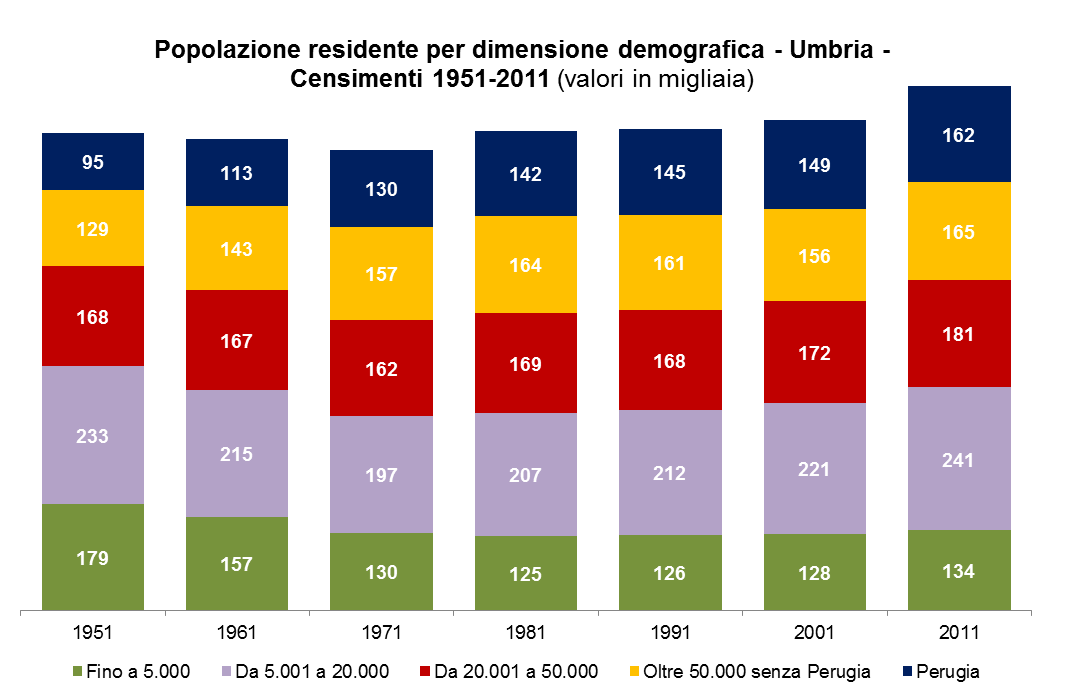 Popolazione residente per dimensione demografica - Umbria -
Censimenti 1951-2011 (valori in migliaia)
95 113 130 142 145 149 162
129 143 157 164 161 156 165
168 167 162 169 168 172 181
233 215 197 207 212 221 241
179 157 130 125 126 128 134
1951 1961 1971 1981 1991 2001 2011
Fino a 5.000 Da 5.001 a 20.000 Da 20.001 a 50.000 Oltre 50.000 senza Perugia Perugia